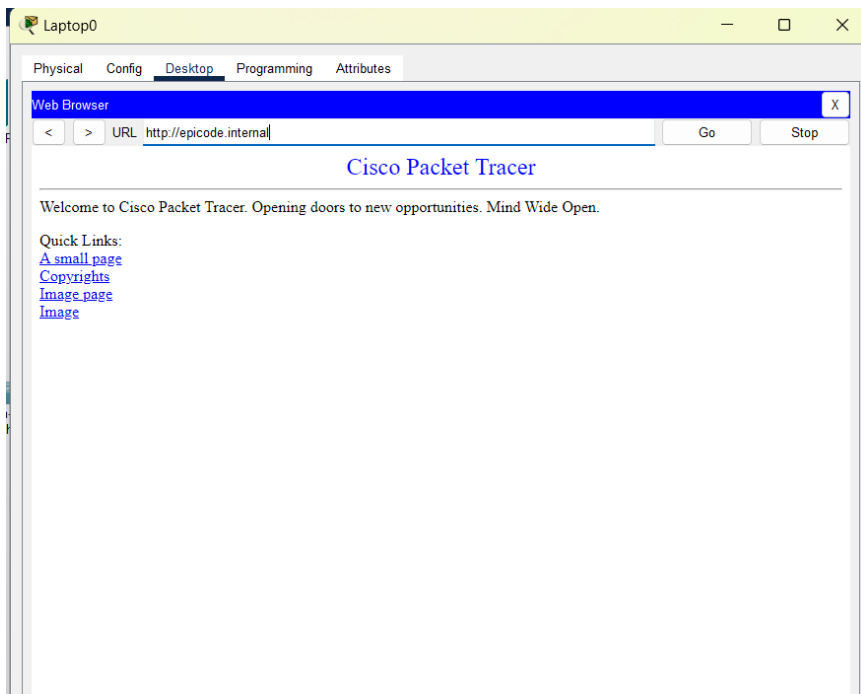 Laptop0
Physical Config Desktop Programming Attributes
Web Browser X
< > URL http://epicode.internal Go Stop
Cisco Packet Tracer
Welcome to Cisco Packet Tracer. Opening doors to new opportunities. Mind Wide Open.
Quick Links:
A small page
Copyrights
Image page
Image